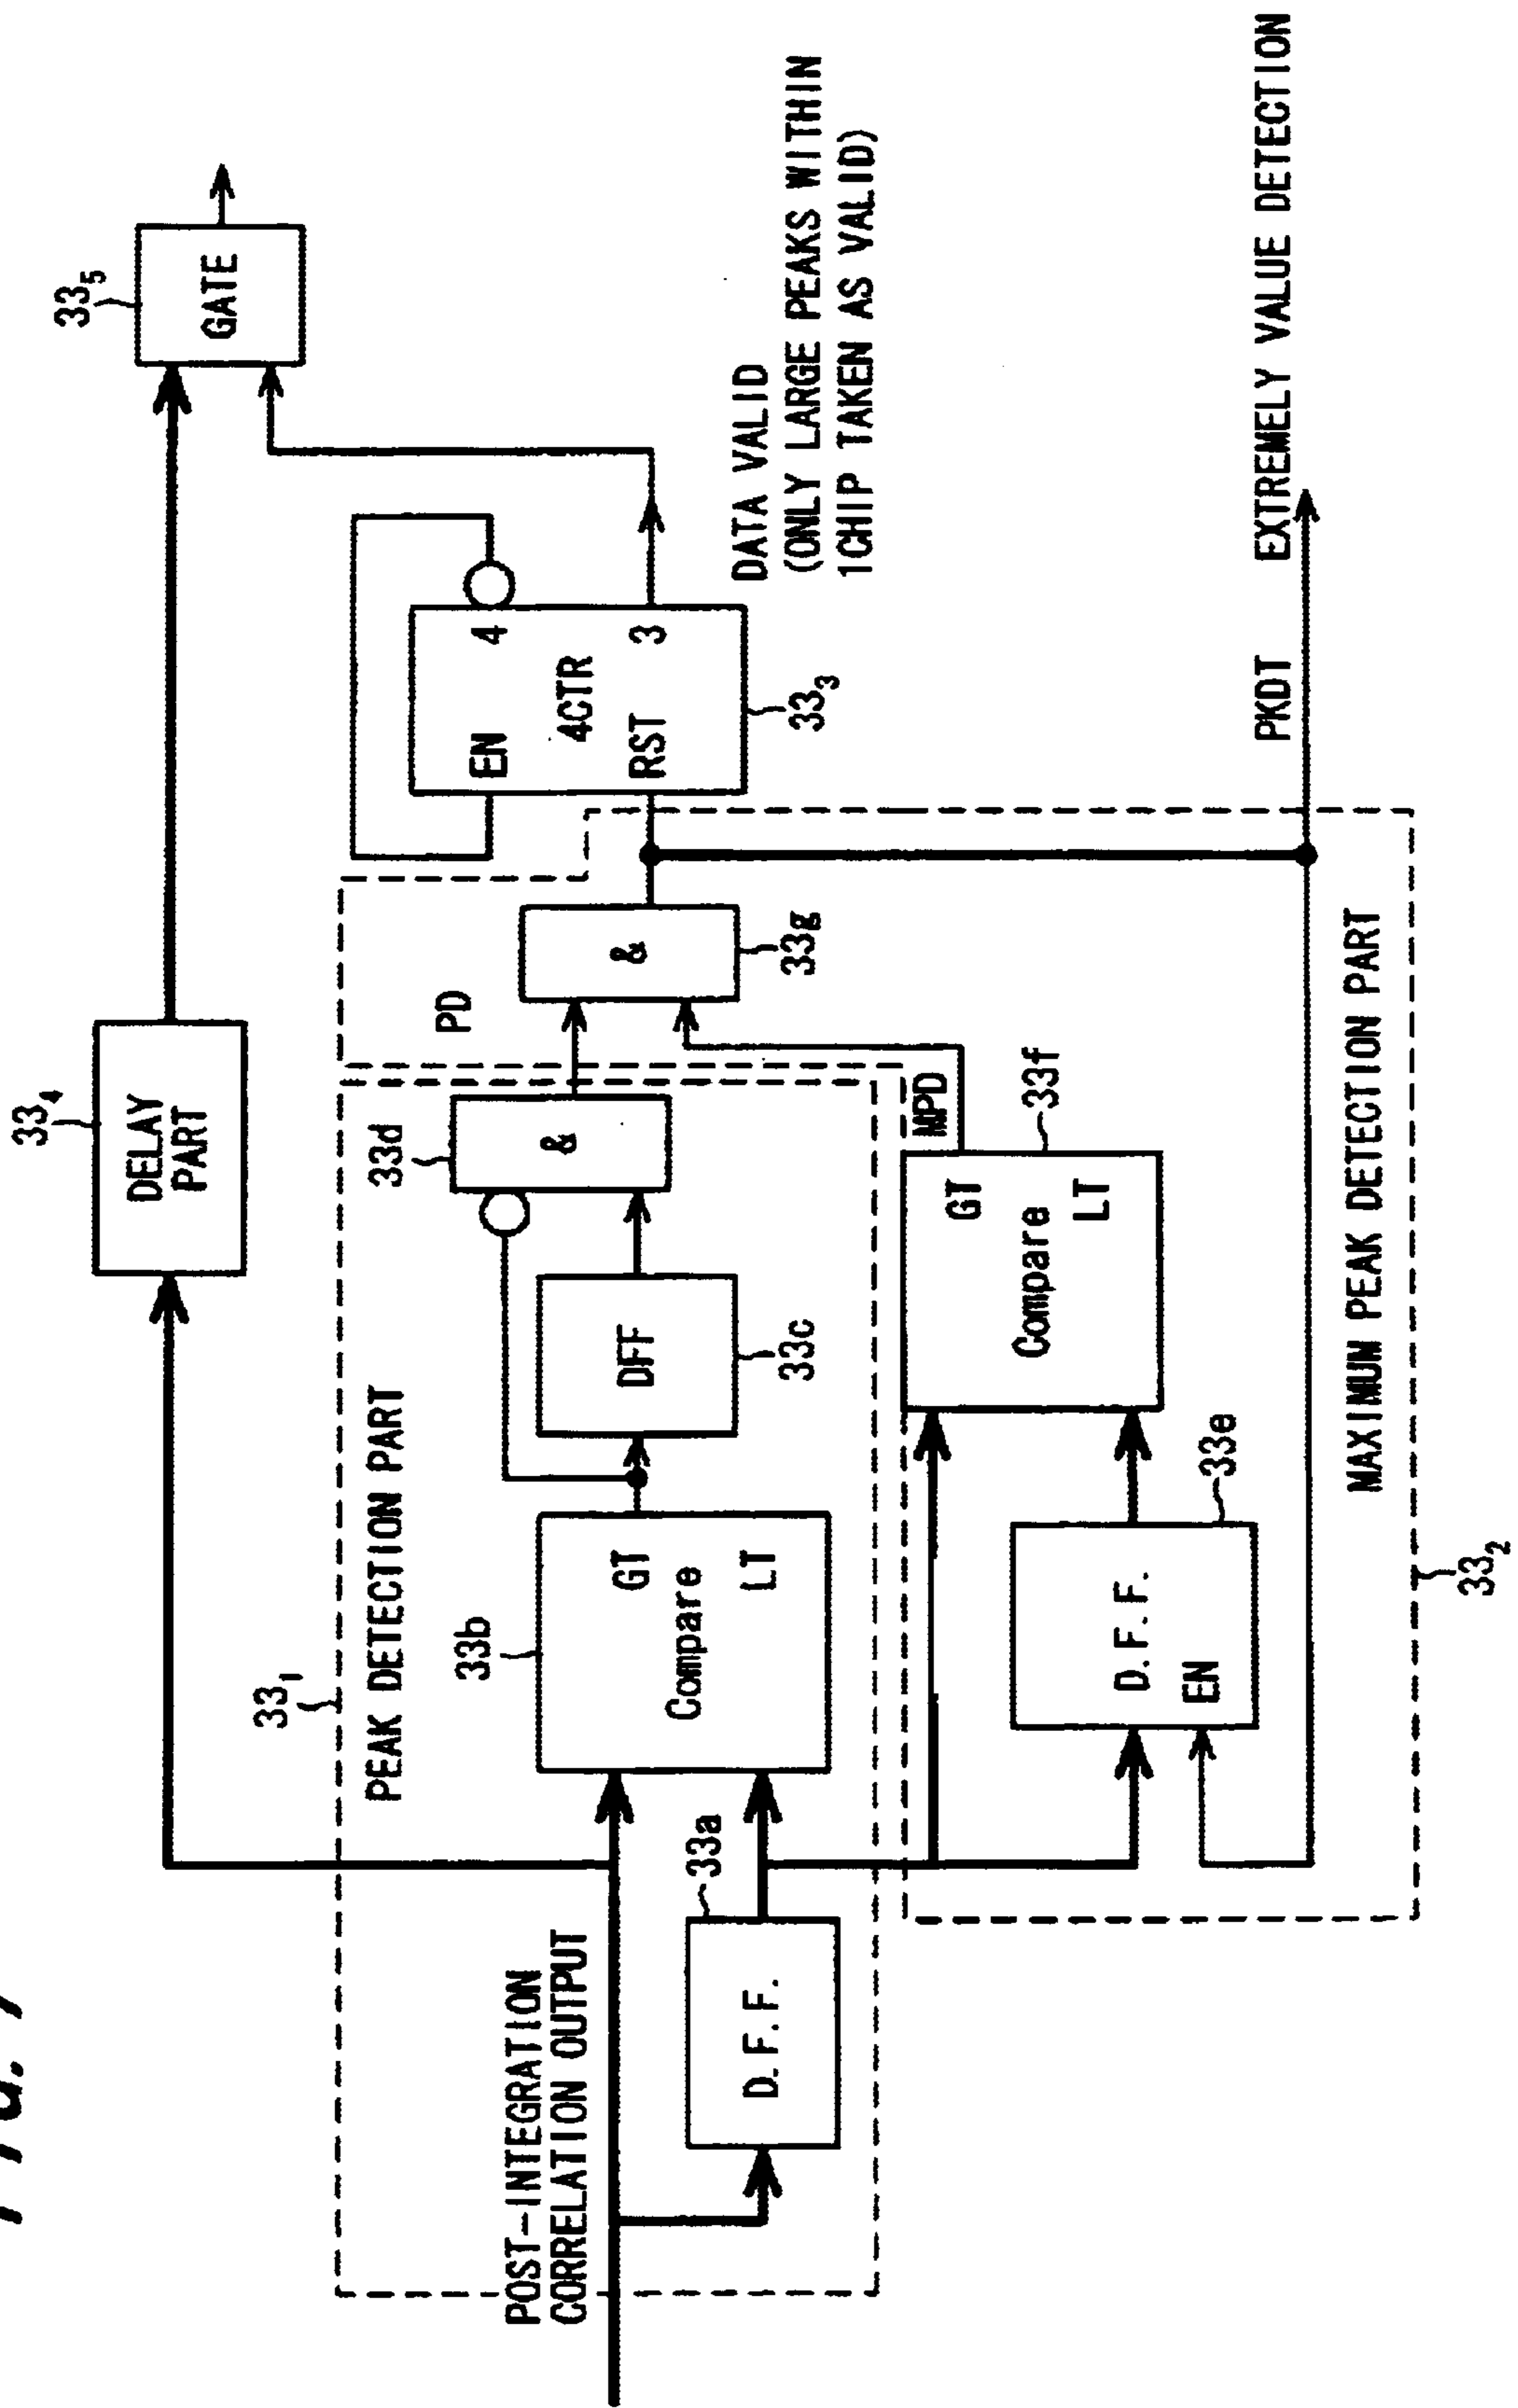 33₄
DELAY
PART
33₅
GATE
33₁
PEAK DETECTION PART
POST-INTEGRATION
CORRELATION OUTPUT
D.F.F.
33a
33b
GT
Compare
LT
DFF
33c
33d
&
PD
&
33g
EN
4
4CTR
RST
3
33₃
DATA VALID
(ONLY LARGE PEAKS WITHIN
1CHIP TAKEN AS VALID)
D.F.F.
EN
33e
GT
Compare
LT
MPD
33f
MAXIMUM PEAK DETECTION PART
33₂
PKDT
EXTREMELY VALUE DETECTION